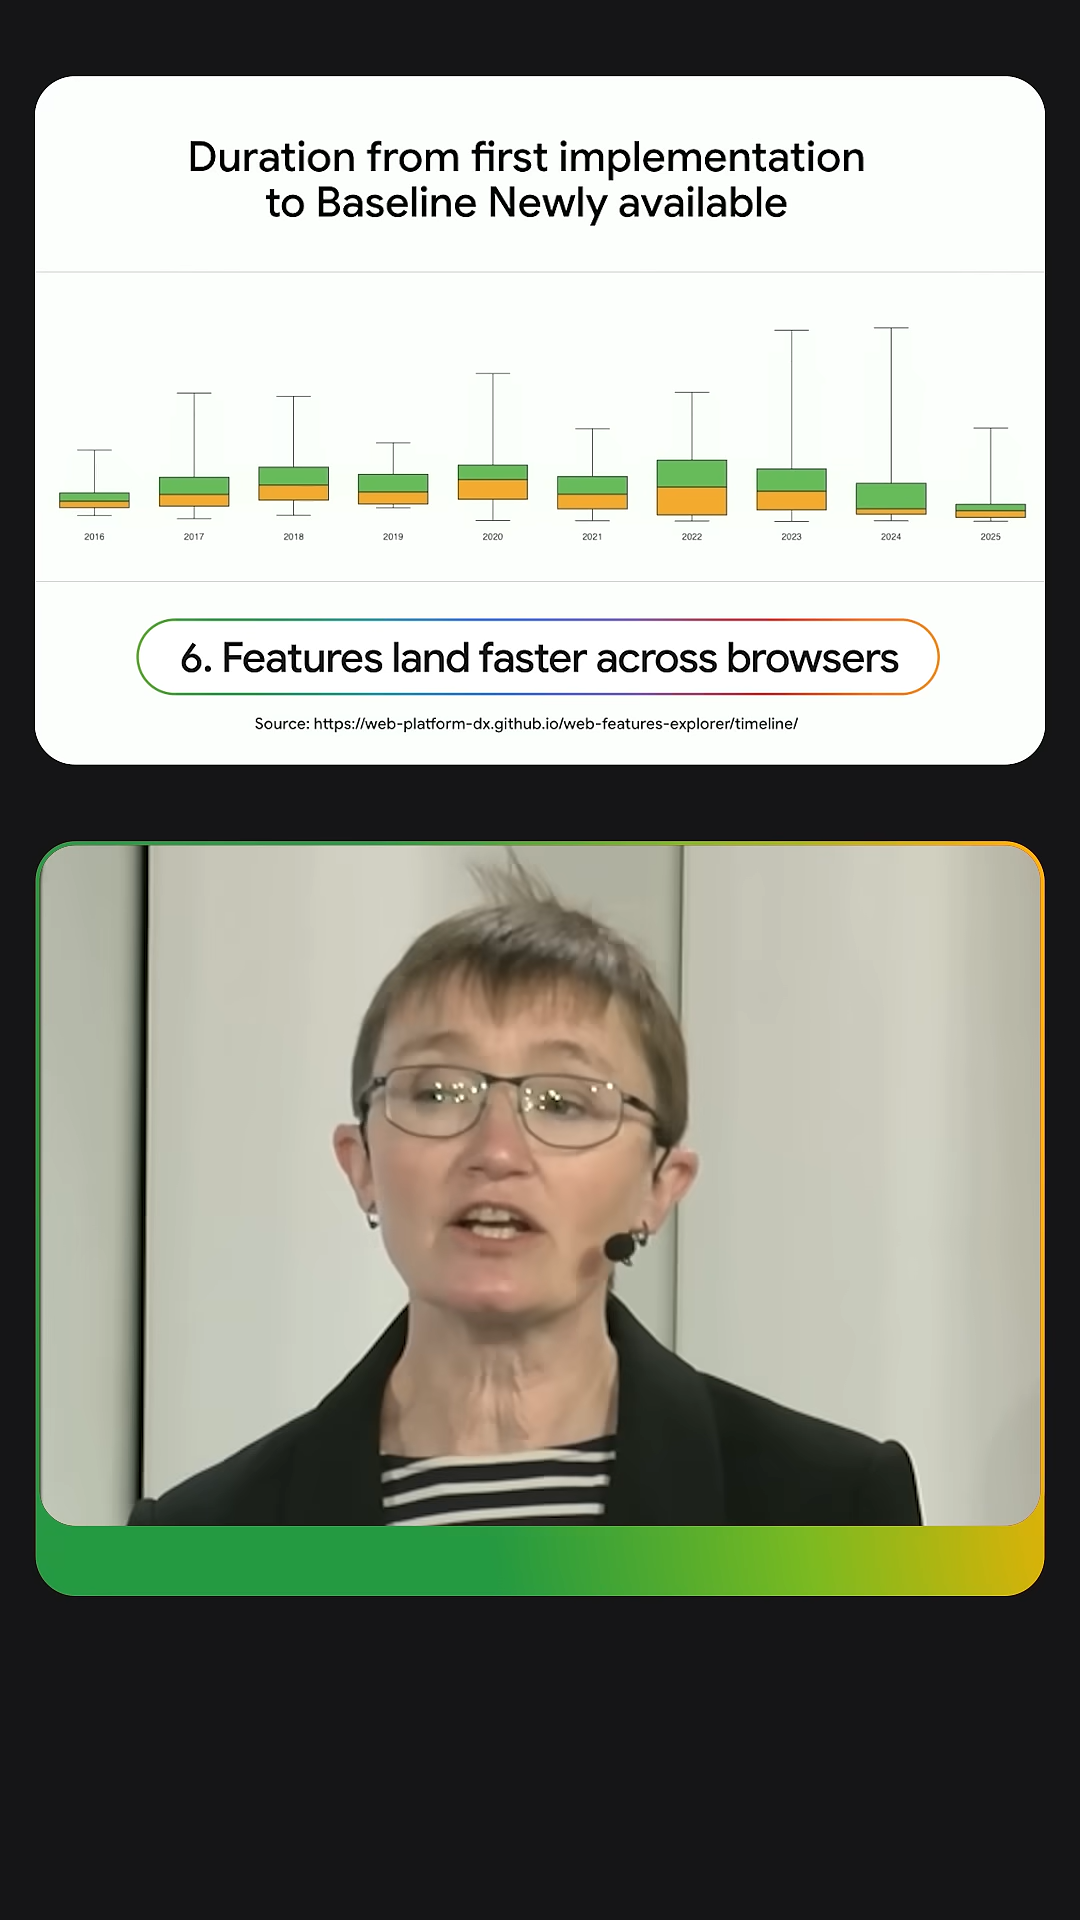 Duration from first implementation
to Baseline Newly available
2016 2017 2018 2019 2020 2021 2022 2023 2024 2025
6. Features land faster across browsers
Source: https://web-platform-dx.github.io/web-features-explorer/timeline/